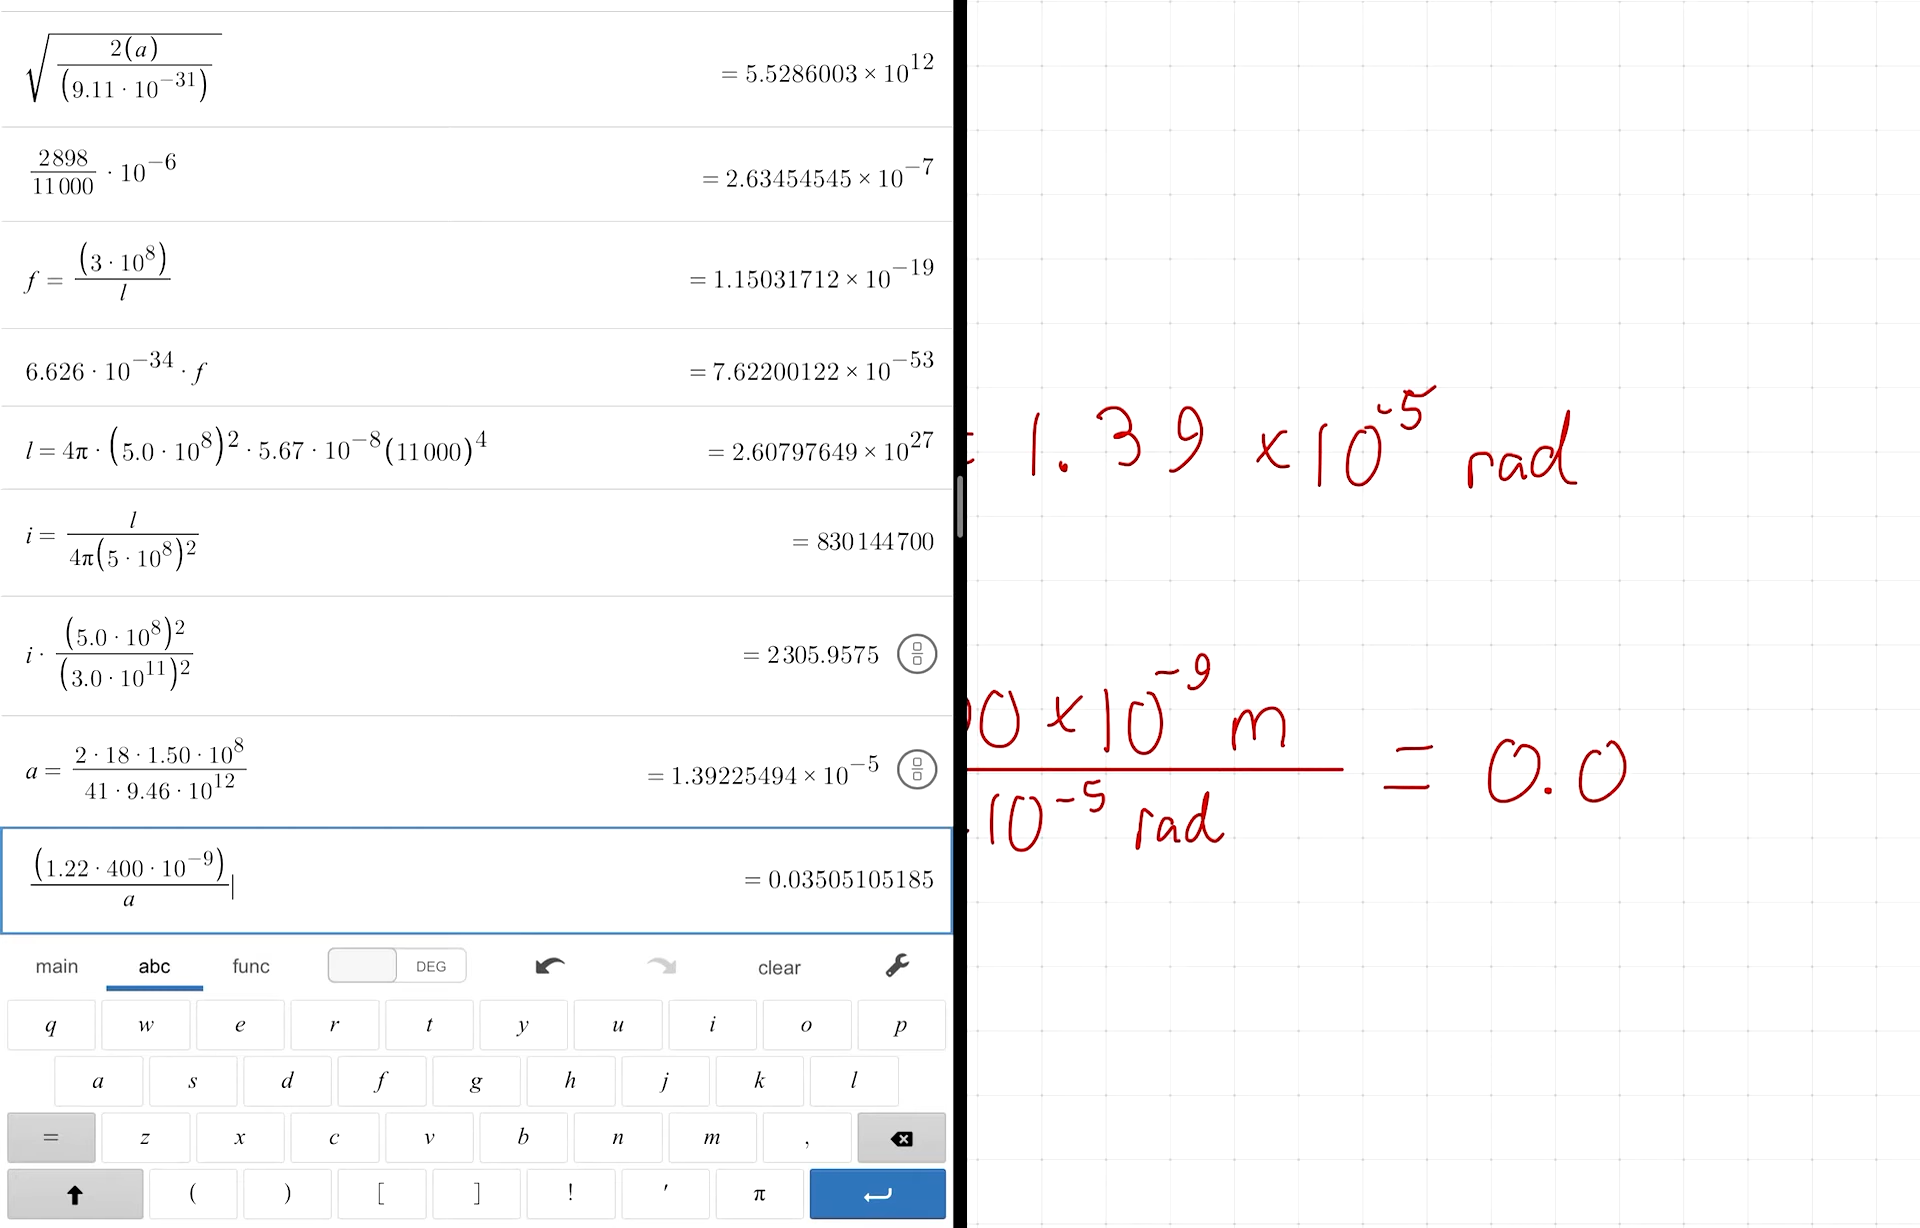 √(2(a)/(9.11 · 10^−31)) = 5.5286003 × 10^12
2898/11000 · 10^−6 = 2.63454545 × 10^−7
f = (3 · 10^8)/l = 1.15031712 × 10^−19
6.626 · 10^−34 · f = 7.62200122 × 10^−53
l = 4π · (5.0 · 10^8)^2 · 5.67 · 10^−8(11000)^4 = 2.60797649 × 10^27
i = l/(4π(5 · 10^8)^2) = 830144700
i · (5.0 · 10^8)^2/(3.0 · 10^11)^2 = 2305.9575
a = (2 · 18 · 1.50 · 10^8)/(41 · 9.46 · 10^12) = 1.39225494 × 10^−5
(1.22 · 400 · 10^−9)/a = 0.03505105185
main abc func DEG clear
q w e r t y u i o p
a s d f g h j k l
= z x c v b n m ,
( ) [ ] ! ′ π
= 1.39 × 10^-5 rad
00 × 10^-9 m
10^-5 rad
= 0.0